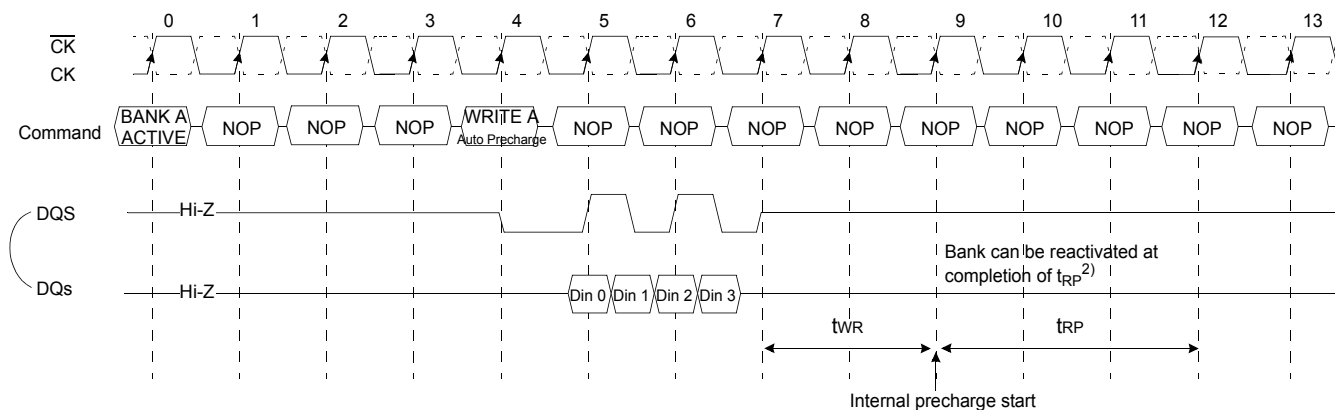 0 1 2 3 4 5 6 7 8 9 10 11 12 13
CK
CK
Command
BANK A
ACTIVE
NOP NOP NOP
WRITE A
Auto Precharge
NOP NOP NOP NOP NOP NOP NOP NOP NOP
DQS Hi-Z
Bank can be reactivated at
completion of tRP2)
DQs Hi-Z Din 0 Din 1 Din 2 Din 3
tWR tRP
Internal precharge start